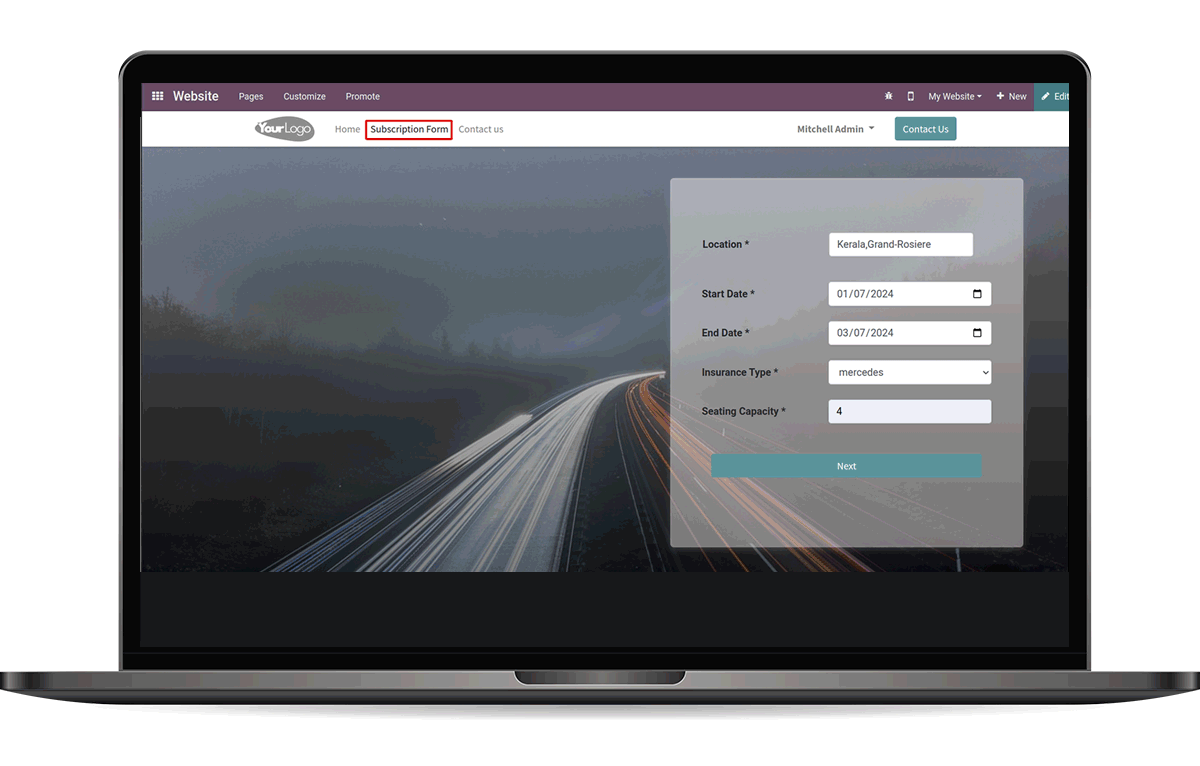 Website Pages Customize Promote My Website + New Edit
YourLogo Home Subscription Form Contact us Mitchell Admin Contact Us
Location * Kerala,Grand-Rosiere
Start Date * 01/07/2024
End Date * 03/07/2024
Insurance Type * mercedes
Seating Capacity * 4
Next